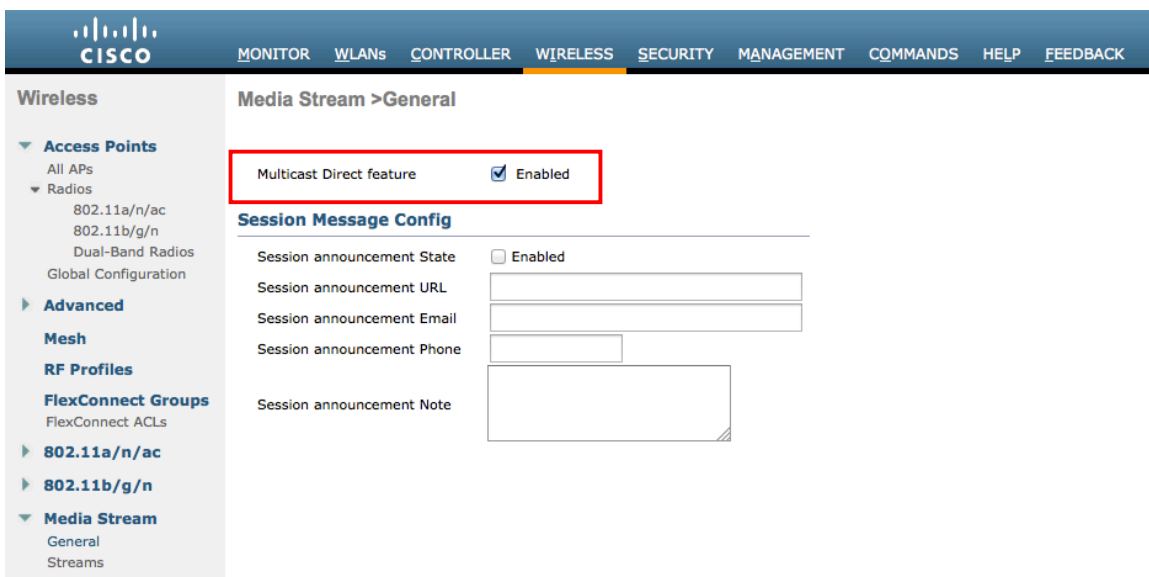 CISCO
MONITOR WLANs CONTROLLER WIRELESS SECURITY MANAGEMENT COMMANDS HELP FEEDBACK
Wireless
Access Points
All APs
Radios
802.11a/n/ac
802.11b/g/n
Dual-Band Radios
Global Configuration
Advanced
Mesh
RF Profiles
FlexConnect Groups
FlexConnect ACLs
802.11a/n/ac
802.11b/g/n
Media Stream
General
Streams
Media Stream >General
Multicast Direct feature Enabled
Session Message Config
Session announcement State Enabled
Session announcement URL
Session announcement Email
Session announcement Phone
Session announcement Note